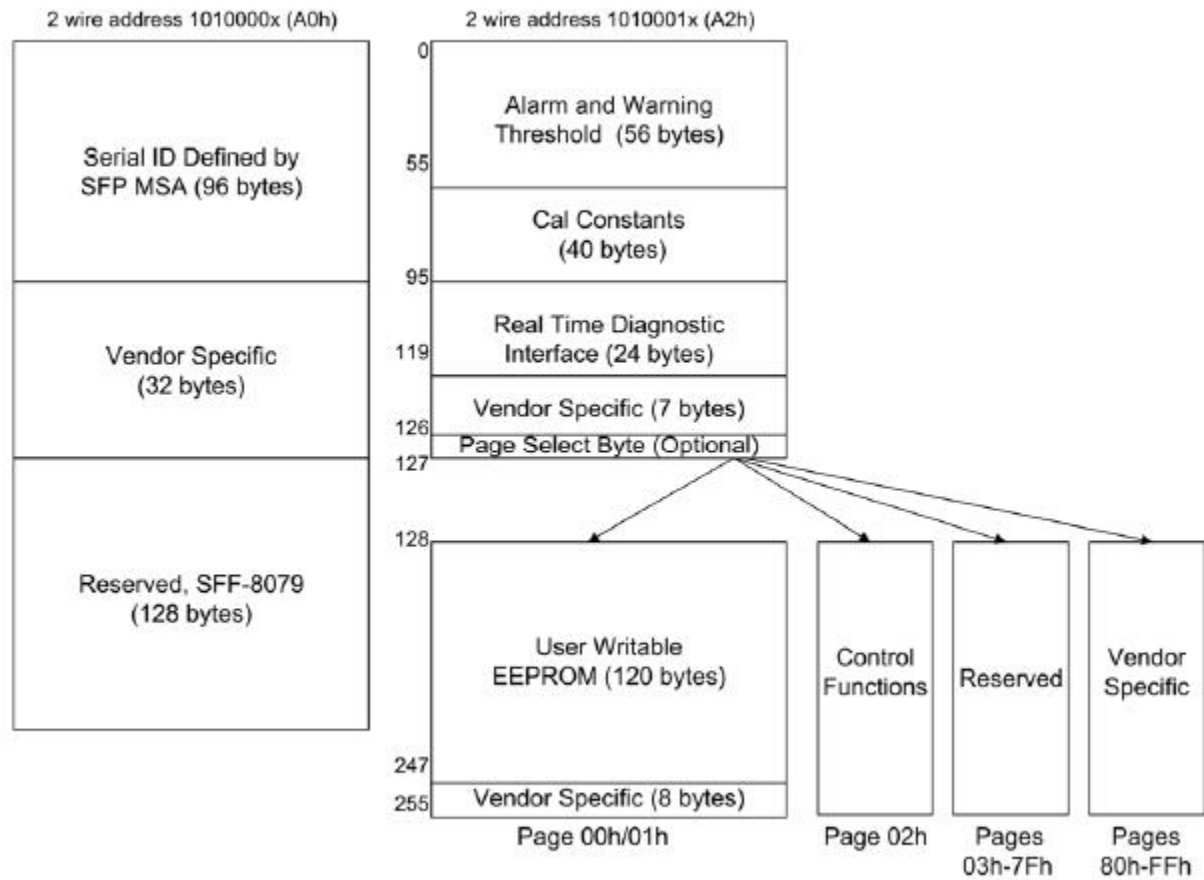 2 wire address 1010000x (A0h)
Serial ID Defined by
SFP MSA (96 bytes)
Vendor Specific
(32 bytes)
Reserved, SFF-8079
(128 bytes)
2 wire address 1010001x (A2h)
0
Alarm and Warning
Threshold (56 bytes)
55
Cal Constants
(40 bytes)
95
Real Time Diagnostic
Interface (24 bytes)
119
Vendor Specific (7 bytes)
126
Page Select Byte (Optional)
127
128
User Writable
EEPROM (120 bytes)
247
Vendor Specific (8 bytes)
255
Page 00h/01h
Control
Functions
Page 02h
Reserved
Pages
03h-7Fh
Vendor
Specific
Pages
80h-FFh